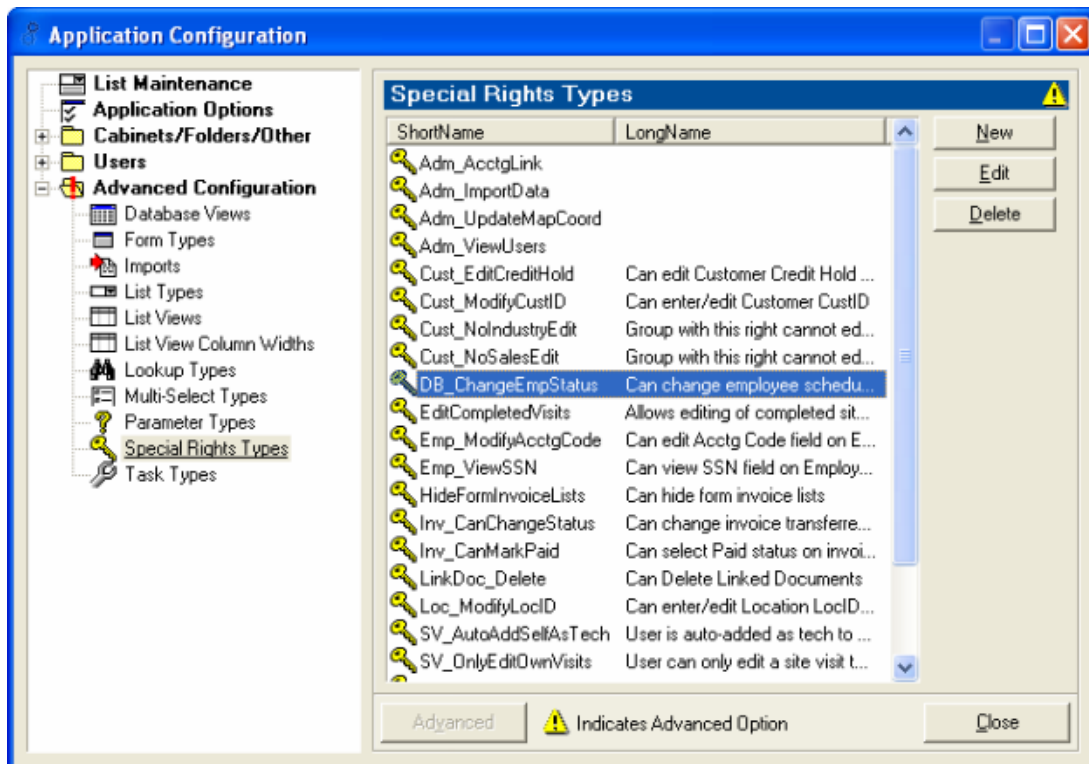 Application Configuration
List Maintenance
Application Options
Cabinets/Folders/Other
Users
Advanced Configuration
Database Views
Form Types
Imports
List Types
List Views
List View Column Widths
Lookup Types
Multi-Select Types
Parameter Types
Special Rights Types
Task Types
Special Rights Types
ShortName LongName
Adm_AcctgLink
Adm_ImportData
Adm_UpdateMapCoord
Adm_ViewUsers
Cust_EditCreditHold Can edit Customer Credit Hold ...
Cust_ModifyCustID Can enter/edit Customer CustID
Cust_NoIndustryEdit Group with this right cannot ed...
Cust_NoSalesEdit Group with this right cannot ed...
DB_ChangeEmpStatus Can change employee schedu...
EditCompletedVisits Allows editing of completed sit...
Emp_ModifyAcctgCode Can edit Acctg Code field on E...
Emp_ViewSSN Can view SSN field on Employ...
HideFormInvoiceLists Can hide form invoice lists
Inv_CanChangeStatus Can change invoice transferre...
Inv_CanMarkPaid Can select Paid status on invoi...
LinkDoc_Delete Can Delete Linked Documents
Loc_ModifyLocID Can enter/edit Location LocID...
SV_AutoAddSelfAsTech User is auto-added as tech to ...
SV_OnlyEditOwnVisits User can only edit a site visit t...
New
Edit
Delete
Advanced
Indicates Advanced Option
Close